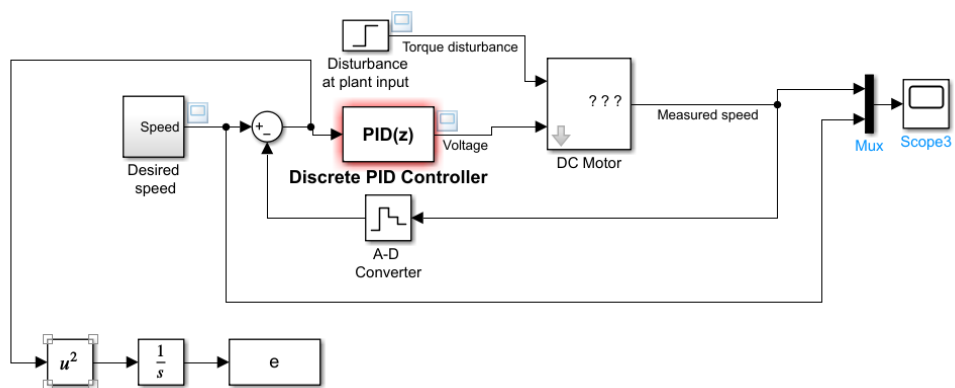 Torque disturbance
Disturbance
at plant input
? ? ?
Measured speed
Speed
+
−
PID(z)
Voltage
DC Motor
Mux
Scope3
Desired
speed
Discrete PID Controller
A-D
Converter
u²
1
s
e